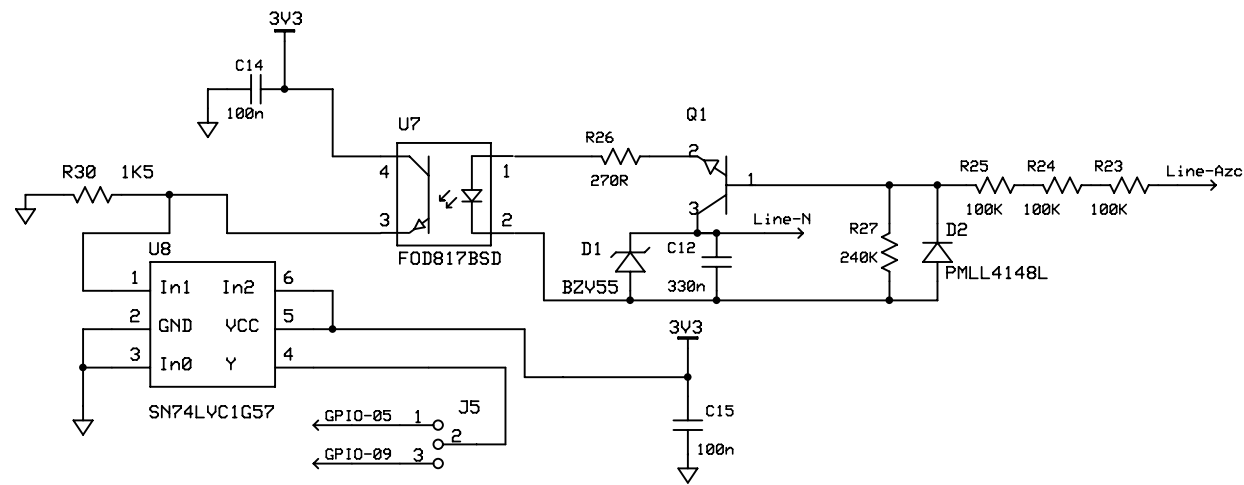 3V3
C14
100n
U7
4
3
1
2
FOD817BSD
R30 1K5
R26
270R
Q1
2
1
3
Line-N
R25
100K
R24
100K
R23
100K
Line-Azc
R27
240K
D2
PMLL4148L
D1
BZV55
C12
330n
U8
1 In1 In2 6
2 GND VCC 5
3 In0 Y 4
SN74LVC1G57
3V3
C15
100n
J5
GPIO-05 1
2
GPIO-09 3